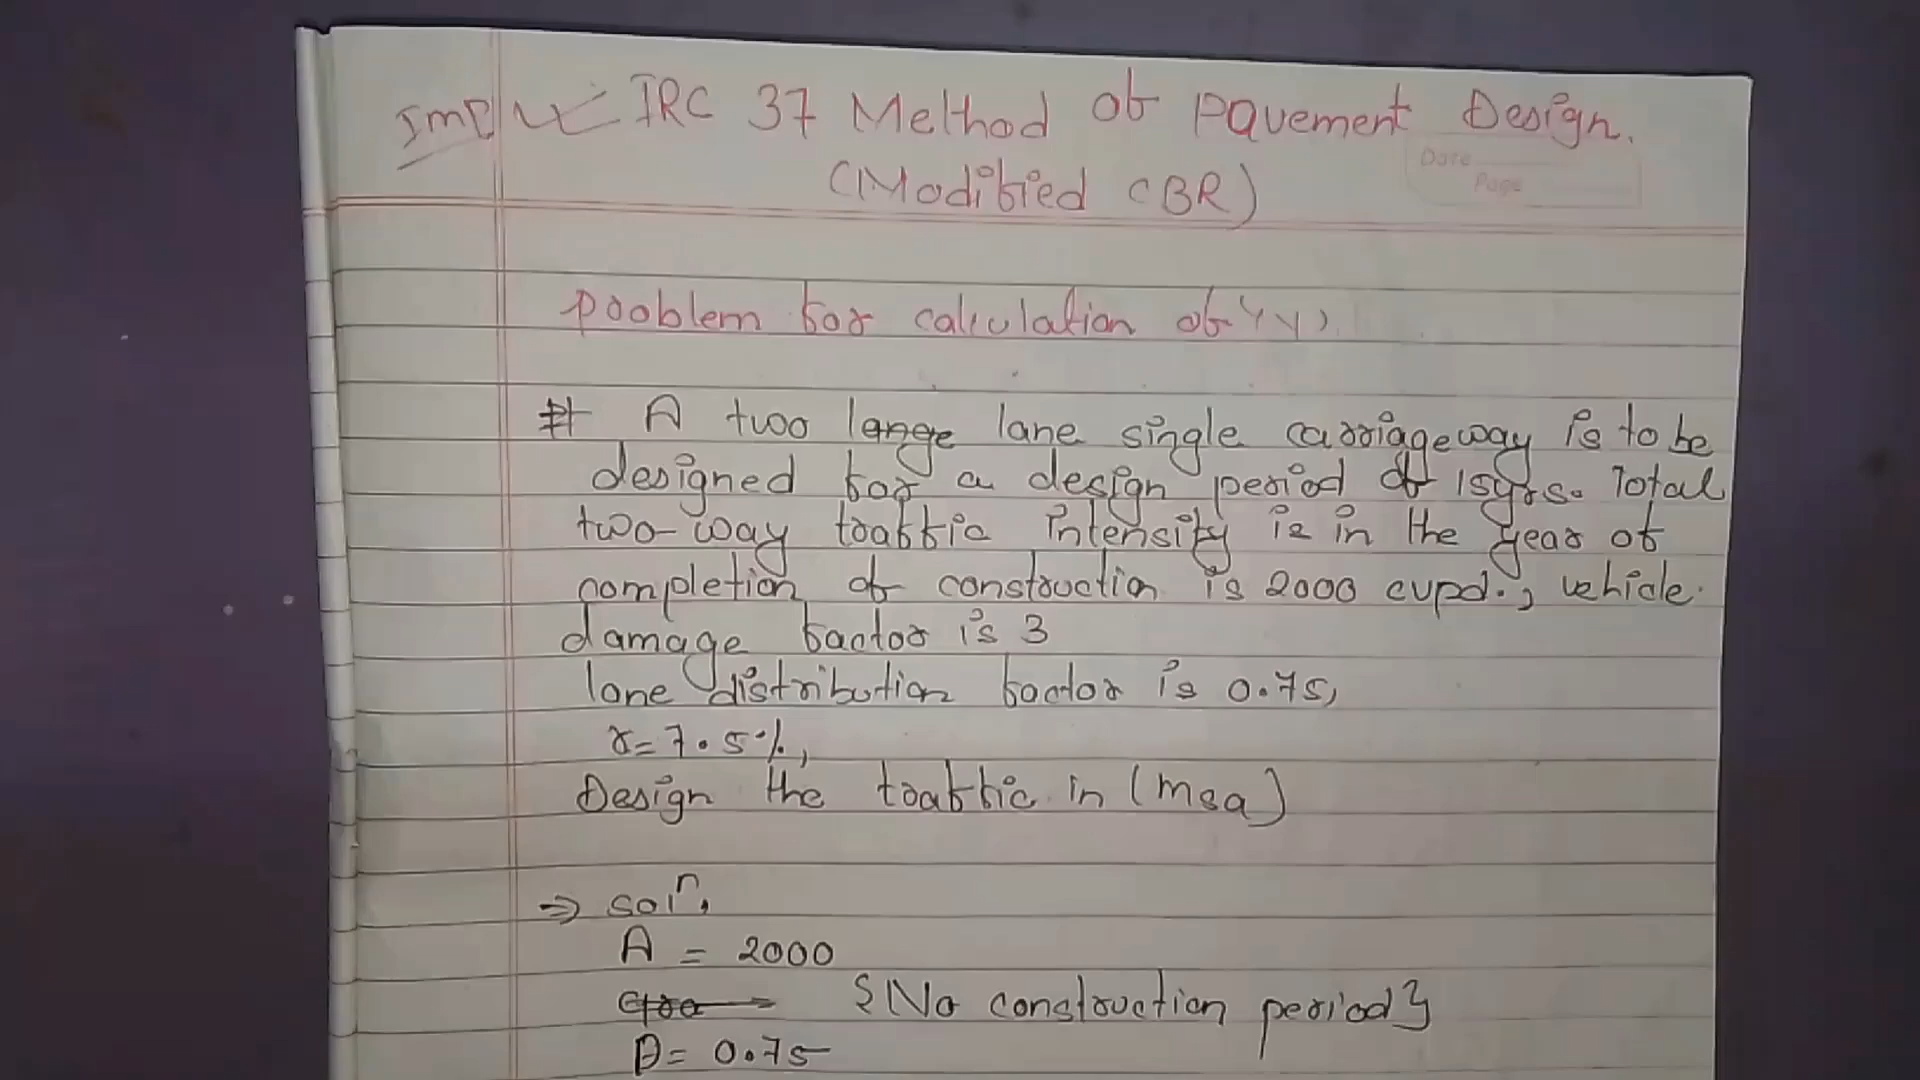 Imp IRC 37 Method of Pavement Design.
(Modified CBR)
Date
Page
Problem for calculation of 'Y'
# A two lange lane single carriageway is to be
designed for a design period of 15yrs. Total
two-way traffic intensity is in the year of
completion of construction is 2000 cvpd., vehicle
damage factor is 3
lane distribution factor is 0.75,
r = 7.5%,
Design the traffic in (msa)
⇒ solⁿ,
A = 2000
{No construction period}
D = 0.75